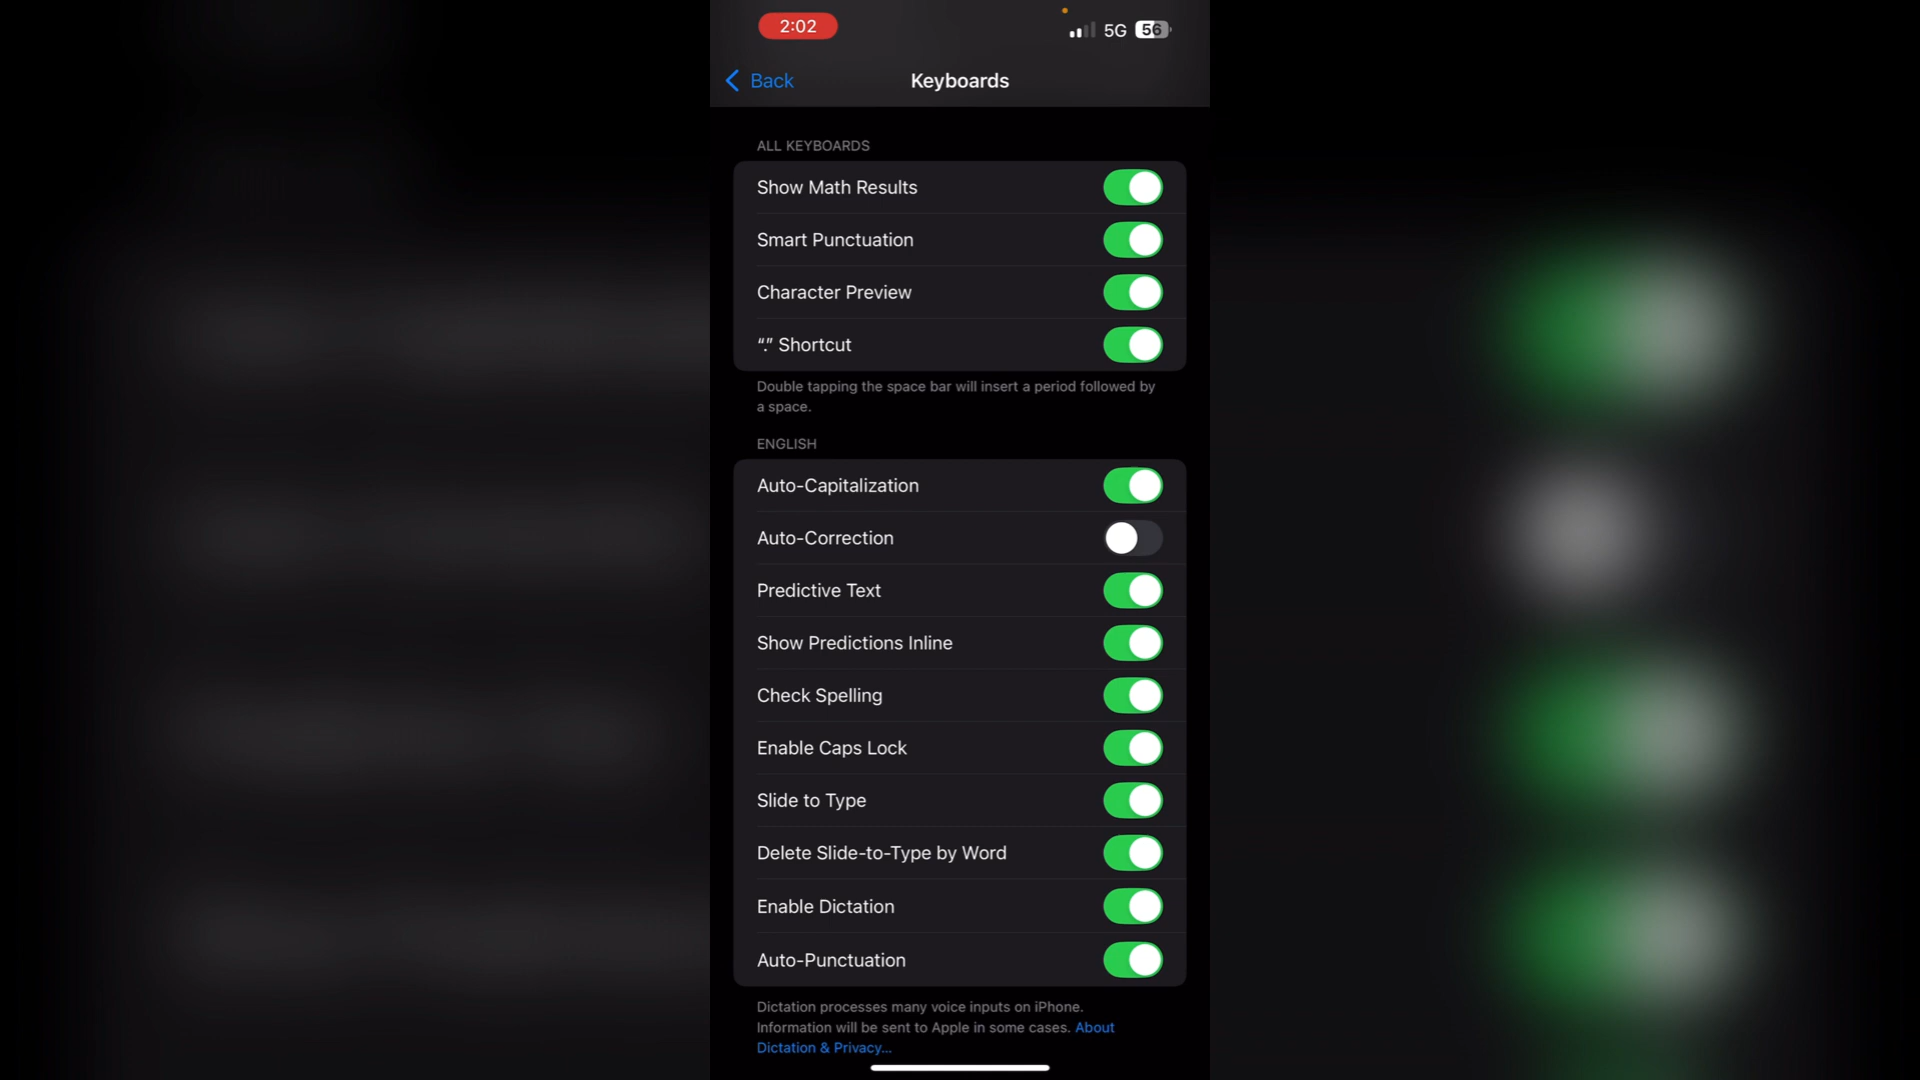 2:02
5G 56
Back
Keyboards
ALL KEYBOARDS
Show Math Results
Smart Punctuation
Character Preview
“.” Shortcut
Double tapping the space bar will insert a period followed by
a space.
ENGLISH
Auto-Capitalization
Auto-Correction
Predictive Text
Show Predictions Inline
Check Spelling
Enable Caps Lock
Slide to Type
Delete Slide-to-Type by Word
Enable Dictation
Auto-Punctuation
Dictation processes many voice inputs on iPhone.
Information will be sent to Apple in some cases. About
Dictation & Privacy...